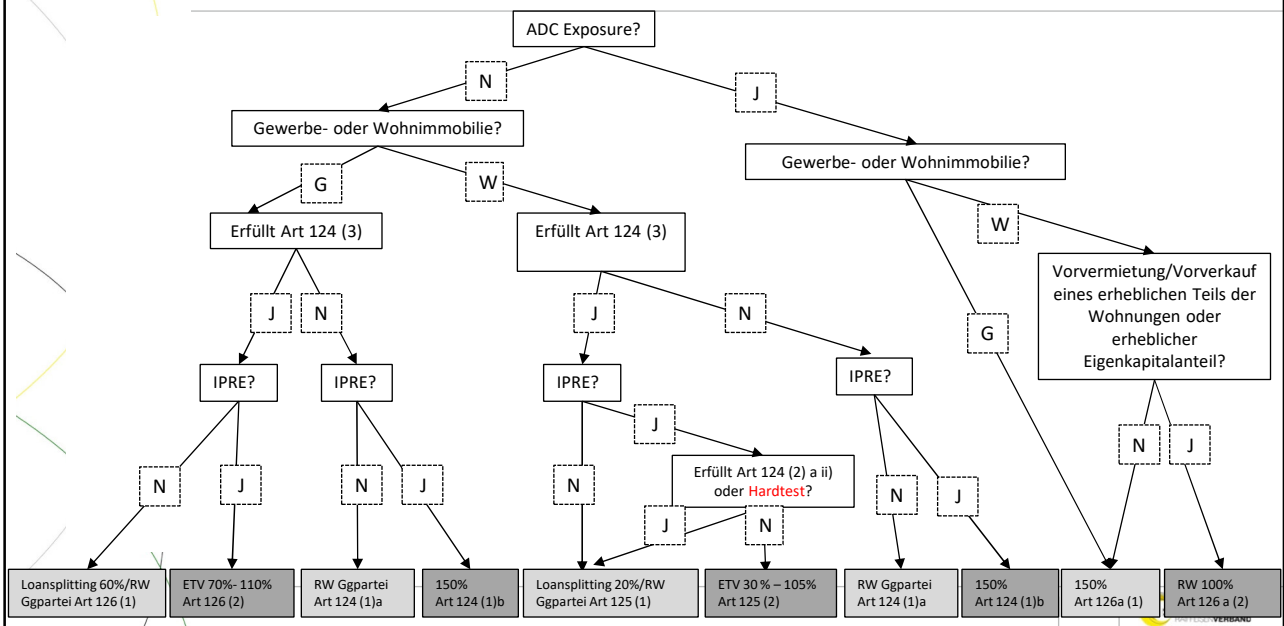 ADC Exposure?
N
J
Gewerbe- oder Wohnimmobilie?
Gewerbe- oder Wohnimmobilie?
G
W
W
Erfüllt Art 124 (3)
Erfüllt Art 124 (3)
Vorvermietung/Vorverkauf
eines erheblichen Teils der
Wohnungen oder
erheblicher
Eigenkapitalanteil?
J
N
J
N
G
IPRE?
IPRE?
IPRE?
IPRE?
J
N
J
Erfüllt Art 124 (2) a ii)
oder Hardtest?
N
J
N
J
N
N
J
J
N
Loansplitting 60%/RW
Ggpartei Art 126 (1)
ETV 70%- 110%
Art 126 (2)
RW Ggpartei
Art 124 (1)a
150%
Art 124 (1)b
Loansplitting 20%/RW
Ggpartei Art 125 (1)
ETV 30 % – 105%
Art 125 (2)
RW Ggpartei
Art 124 (1)a
150%
Art 124 (1)b
150%
Art 126a (1)
RW 100%
Art 126 a (2)
RAIFFEISENVERBAND